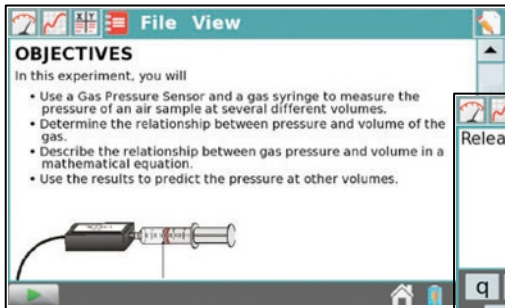 X Y
File View
OBJECTIVES
In this experiment, you will
• Use a Gas Pressure Sensor and a gas syringe to measure the
pressure of an air sample at several different volumes.
• Determine the relationship between pressure and volume of the
gas.
• Describe the relationship between gas pressure and volume in a
mathematical equation.
• Use the results to predict the pressure at other volumes.
q